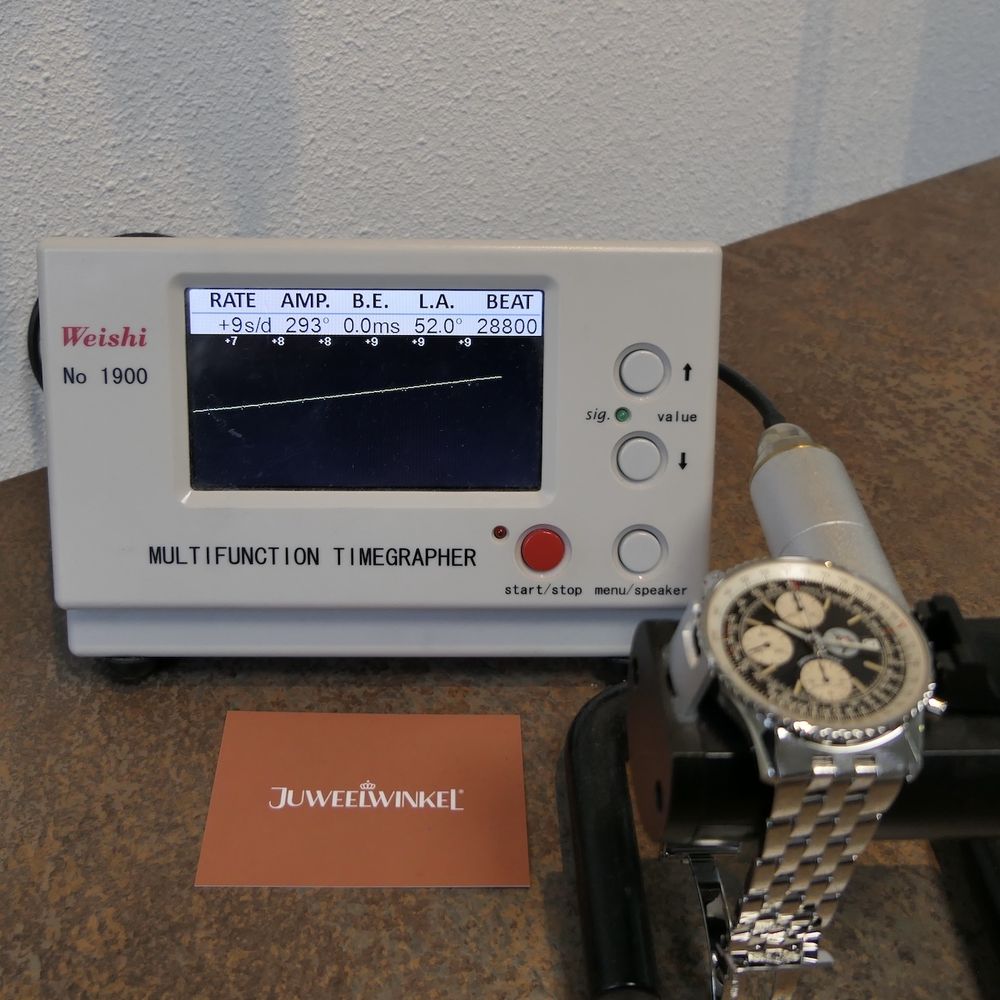 RATE AMP. B.E. L.A. BEAT
+9s/d 293° 0.0ms 52.0° 28800
+7 +8 +8 +9 +9 +9
Weishi
No 1900
sig. value
MULTIFUNCTION TIMEGRAPHER
start/stop menu/speaker
JUWEELWINKEL®